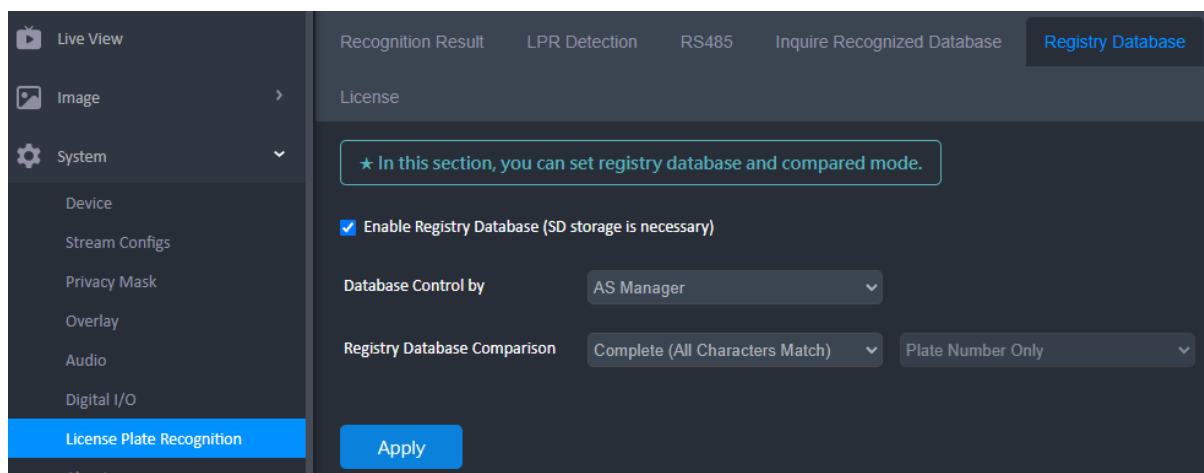 Live View
Image
System
Device
Stream Configs
Privacy Mask
Overlay
Audio
Digital I/O
License Plate Recognition
Recognition Result LPR Detection RS485 Inquire Recognized Database Registry Database
License
★ In this section, you can set registry database and compared mode.
Enable Registry Database (SD storage is necessary)
Database Control by AS Manager
Registry Database Comparison Complete (All Characters Match) Plate Number Only
Apply